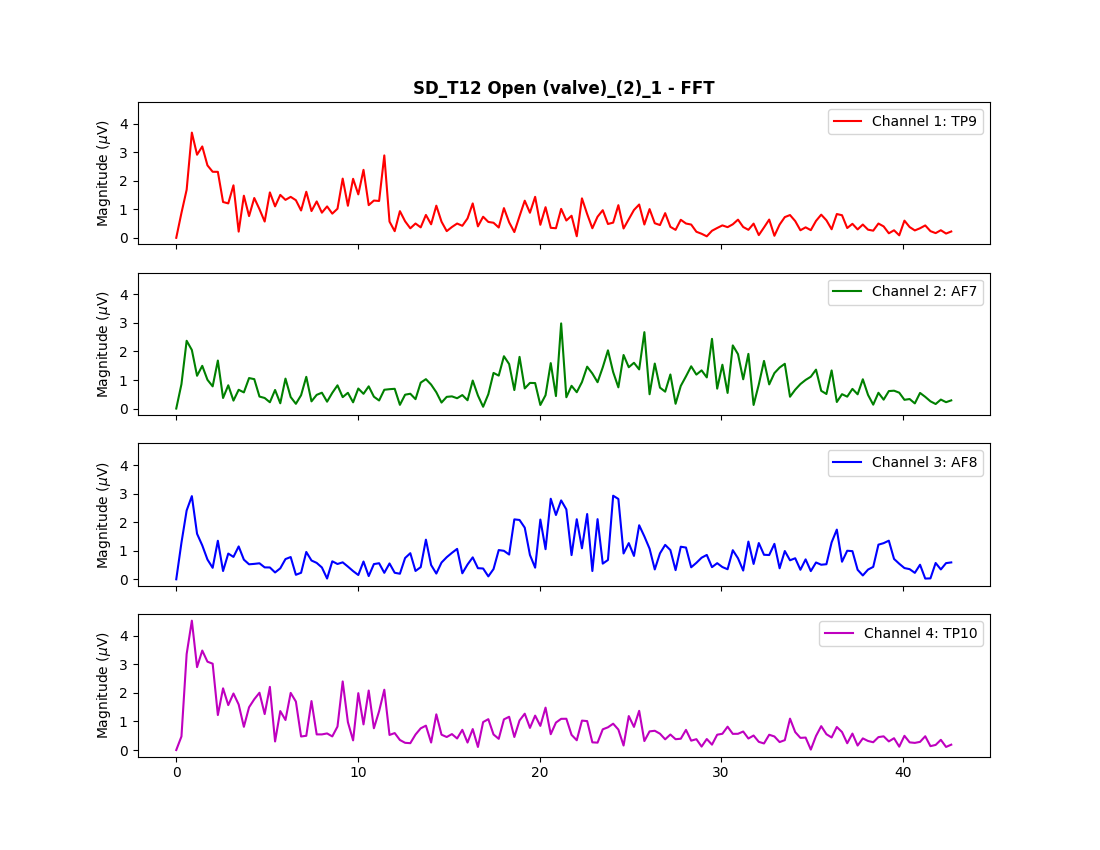 SD_T12 Open (valve)_(2)_1 - FFT
Magnitude (μV)
4
3
2
1
0
Channel 1: TP9
Magnitude (μV)
4
3
2
1
0
Channel 2: AF7
Magnitude (μV)
4
3
2
1
0
Channel 3: AF8
Magnitude (μV)
4
3
2
1
0
Channel 4: TP10
0 10 20 30 40